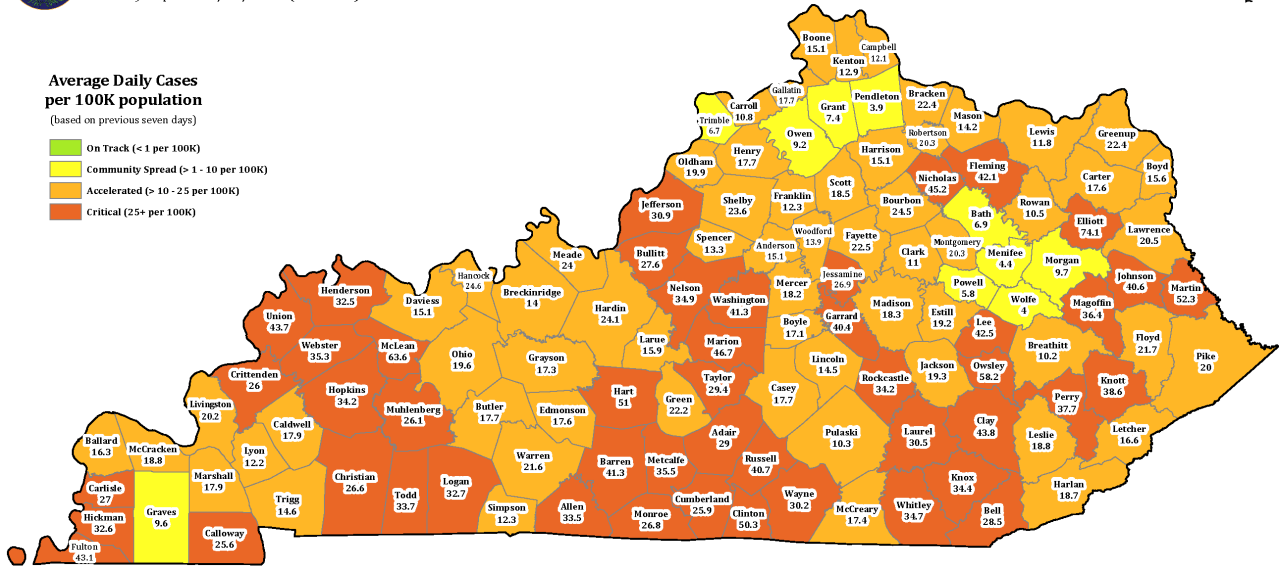 Average Daily Cases
per 100K population
(based on previous seven days)
On Track (< 1 per 100K)
Community Spread (> 1 - 10 per 100K)
Accelerated (> 10 - 25 per 100K)
Critical (25+ per 100K)
Boone
15.1
Kenton
12.9
Campbell
12.1
Gallatin
17.7
Carroll
10.8
Trimble
6.7
Grant
7.4
Pendleton
3.9
Bracken
22.4
Mason
14.2
Robertson
20.3
Lewis
11.8
Greenup
22.4
Boyd
15.6
Owen
9.2
Henry
17.7
Oldham
19.9
Harrison
15.1
Nicholas
45.2
Fleming
42.1
Carter
17.6
Rowan
10.5
Elliott
74.1
Lawrence
20.5
Jefferson
30.9
Shelby
23.6
Franklin
12.3
Scott
18.5
Bourbon
24.5
Bath
6.9
Spencer
13.3
Anderson
15.1
Woodford
13.9
Fayette
22.5
Clark
11
Montgomery
20.3
Menifee
4.4
Morgan
9.7
Johnson
40.6
Martin
52.3
Bullitt
27.6
Meade
24
Hancock
24.6
Breckinridge
14
Daviess
15.1
Henderson
32.5
Union
43.7
Nelson
34.9
Washington
41.3
Mercer
18.2
Jessamine
26.9
Madison
18.3
Powell
5.8
Wolfe
4
Magoffin
36.4
Floyd
21.7
Pike
20
Hardin
24.1
Larue
15.9
Marion
46.7
Boyle
17.1
Garrard
40.4
Estill
19.2
Lee
42.5
Breathitt
10.2
Webster
35.3
McLean
63.6
Ohio
19.6
Grayson
17.3
Lincoln
14.5
Rockcastle
34.2
Jackson
19.3
Owsley
58.2
Perry
37.7
Knott
38.6
Crittenden
26
Hopkins
34.2
Muhlenberg
26.1
Butler
17.7
Edmonson
17.6
Hart
51
Green
22.2
Taylor
29.4
Casey
17.7
Livingston
20.2
Caldwell
17.9
Lyon
12.2
Warren
21.6
Barren
41.3
Metcalfe
35.5
Adair
29
Russell
40.7
Pulaski
10.3
Laurel
30.5
Clay
43.8
Leslie
18.8
Letcher
16.6
Harlan
18.7
Ballard
16.3
McCracken
18.8
Marshall
17.9
Trigg
14.6
Christian
26.6
Todd
33.7
Logan
32.7
Simpson
12.3
Allen
33.5
Monroe
26.8
Cumberland
25.9
Clinton
50.3
Wayne
30.2
McCreary
17.4
Whitley
34.7
Knox
34.4
Bell
28.5
Carlisle
27
Graves
9.6
Hickman
32.6
Calloway
25.6
Fulton
43.1